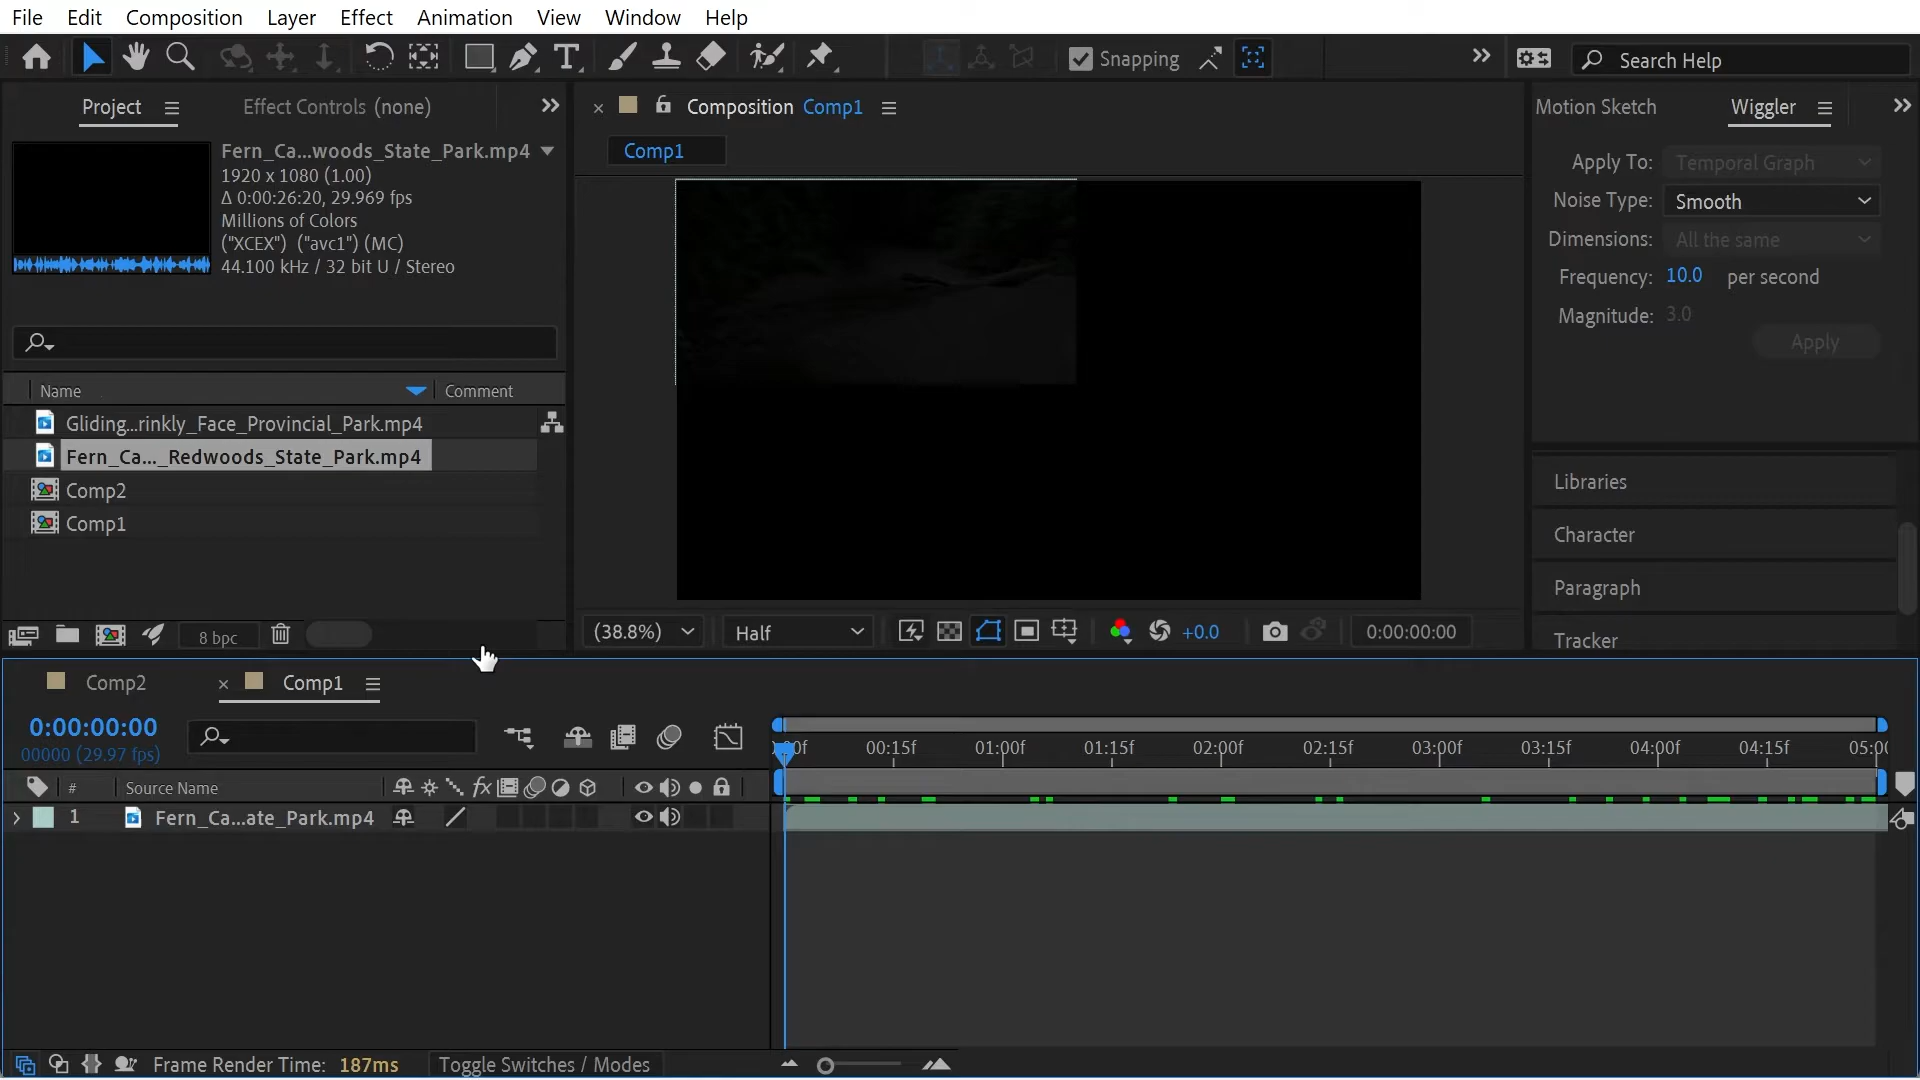 File Edit Composition Layer Effect Animation View Window Help
Snapping
Search Help
Project
Effect Controls (none)
Composition Comp1
Motion Sketch
Wiggler
Comp1
Fern_Ca...woods_State_Park.mp4
1920 x 1080 (1.00)
Δ 0:00:26:20, 29.969 fps
Millions of Colors
("XCEX") ("avc1") (MC)
44.100 kHz / 32 bit U / Stereo
Apply To: Temporal Graph
Noise Type: Smooth
Dimensions: All the same
Frequency: 10.0 per second
Magnitude: 3.0
Apply
Name Comment
Gliding...rinkly_Face_Provincial_Park.mp4
Fern_Ca..._Redwoods_State_Park.mp4
Comp2
Comp1
Libraries
Character
Paragraph
Tracker
8 bpc
(38.8%) Half +0.0 0:00:00:00
Comp2
Comp1
0:00:00:00
00000 (29.97 fps)
00:15f 01:00f 01:15f 02:00f 02:15f 03:00f 03:15f 04:00f 04:15f
# Source Name fx
1 Fern_Ca...ate_Park.mp4
Frame Render Time: 187ms Toggle Switches / Modes